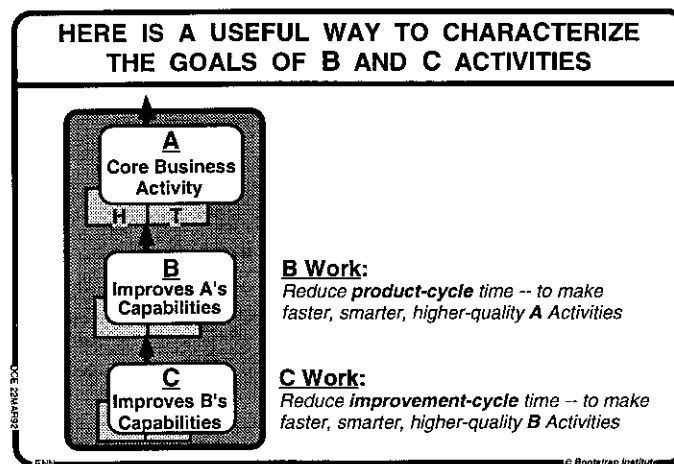 HERE IS A USEFUL WAY TO CHARACTERIZE
THE GOALS OF B AND C ACTIVITIES
A
Core Business
Activity
H T
B
Improves A's
Capabilities
B Work:
Reduce product-cycle time -- to make
faster, smarter, higher-quality A Activities
C
Improves B's
Capabilities
C Work:
Reduce improvement-cycle time -- to make
faster, smarter, higher-quality B Activities
DCE 22MAR92
© Bootstrap Institute